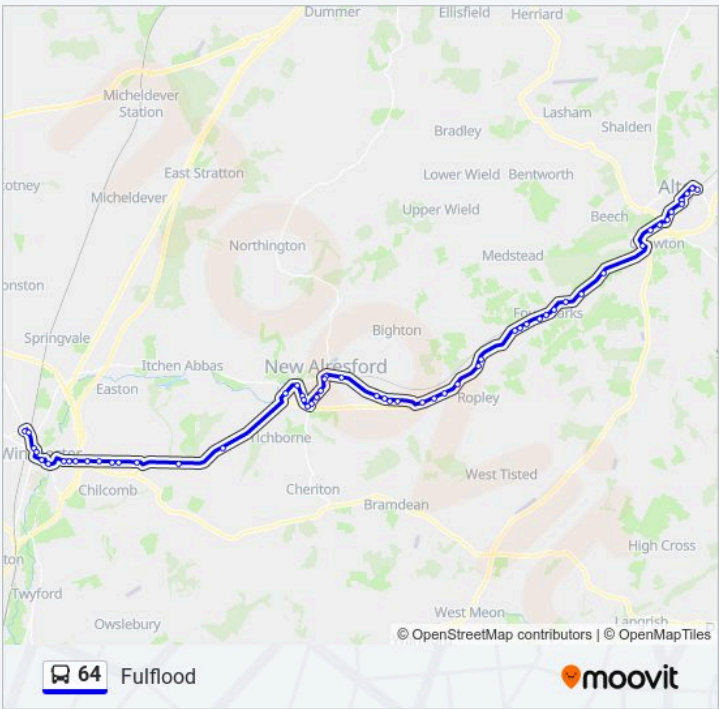 Dummer
Ellisfield
Herriard
Micheldever
Station
Lasham
Shalden
Bradley
East Stratton
Lower Wield
Bentworth
Micheldever
Upper Wield
Beech
Northington
Medstead
Springvale
Bighton
Itchen Abbas
New Alresford
Easton
Ropley
Chilcomb
Cheriton
West Tisted
Bramdean
High Cross
Twyford
West Meon
Owslebury
© OpenStreetMap contributors | © OpenMapTiles
64 Fulflood
moovit